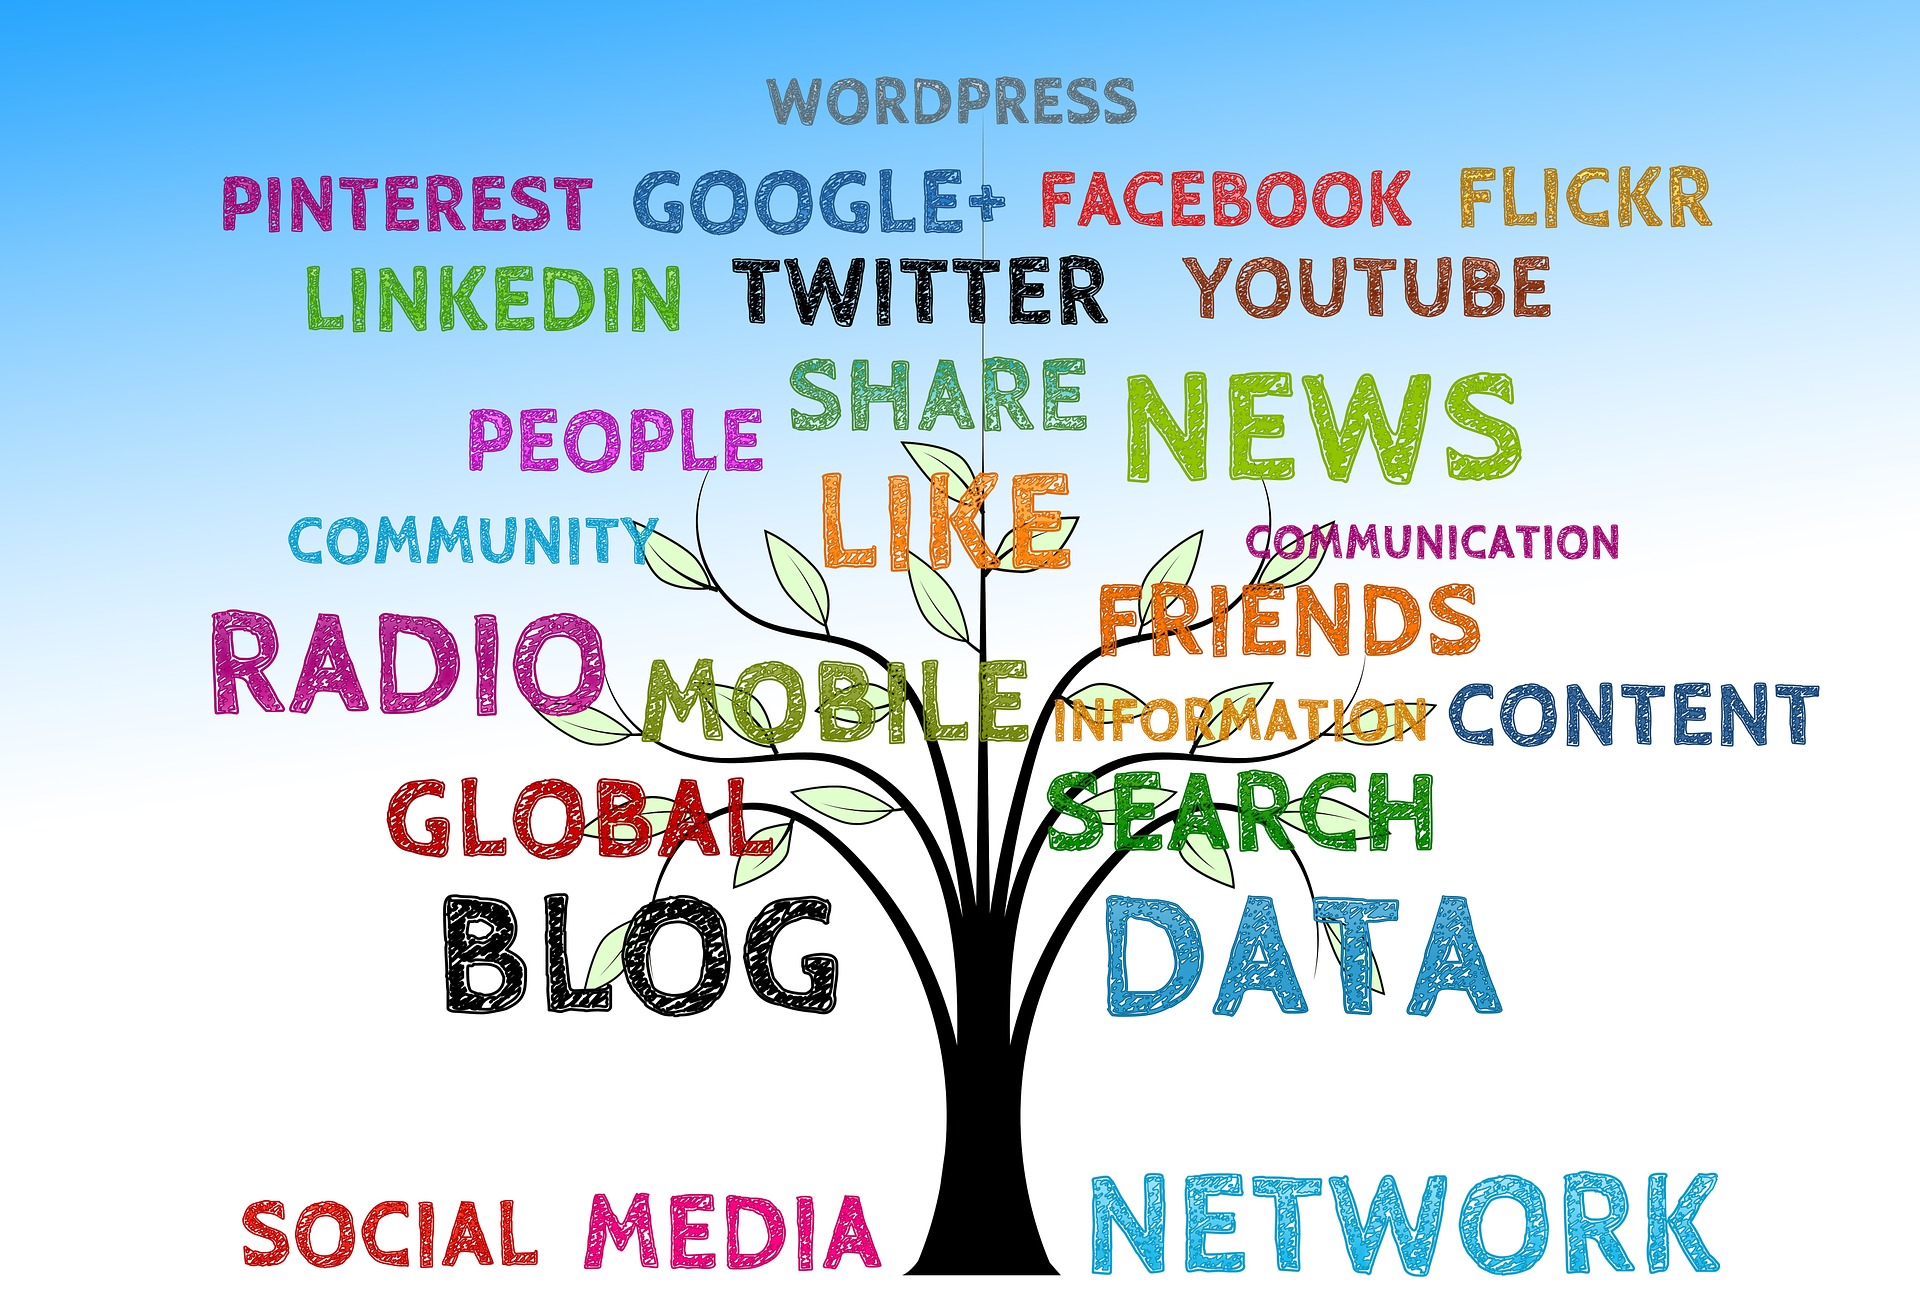 WORDPRESS
PINTEREST GOOGLE+ FACEBOOK FLICKR
LINKEDIN TWITTER YOUTUBE
SHARE NEWS
PEOPLE
LIKE
COMMUNITY COMMUNICATION
FRIENDS
RADIO MOBILE INFORMATION CONTENT
GLOBAL SEARCH
BLOG DATA
SOCIAL MEDIA NETWORK